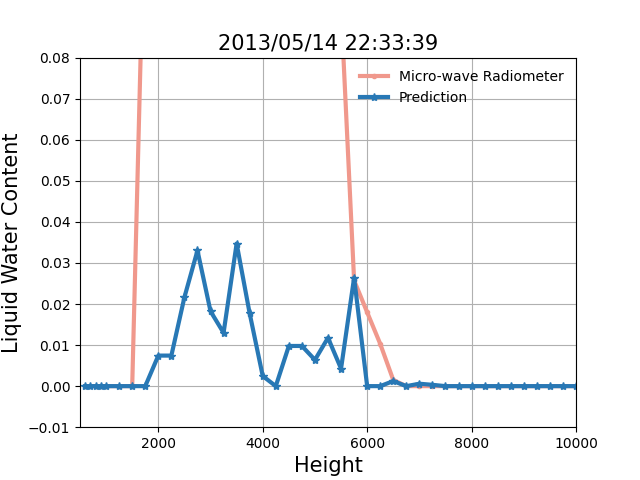 2013/05/14 22:33:39
0.08
0.07
0.06
0.05
0.04
0.03
0.02
0.01
0.00
−0.01
Liquid Water Content
Micro-wave Radiometer
Prediction
2000 4000 6000 8000 10000
Height